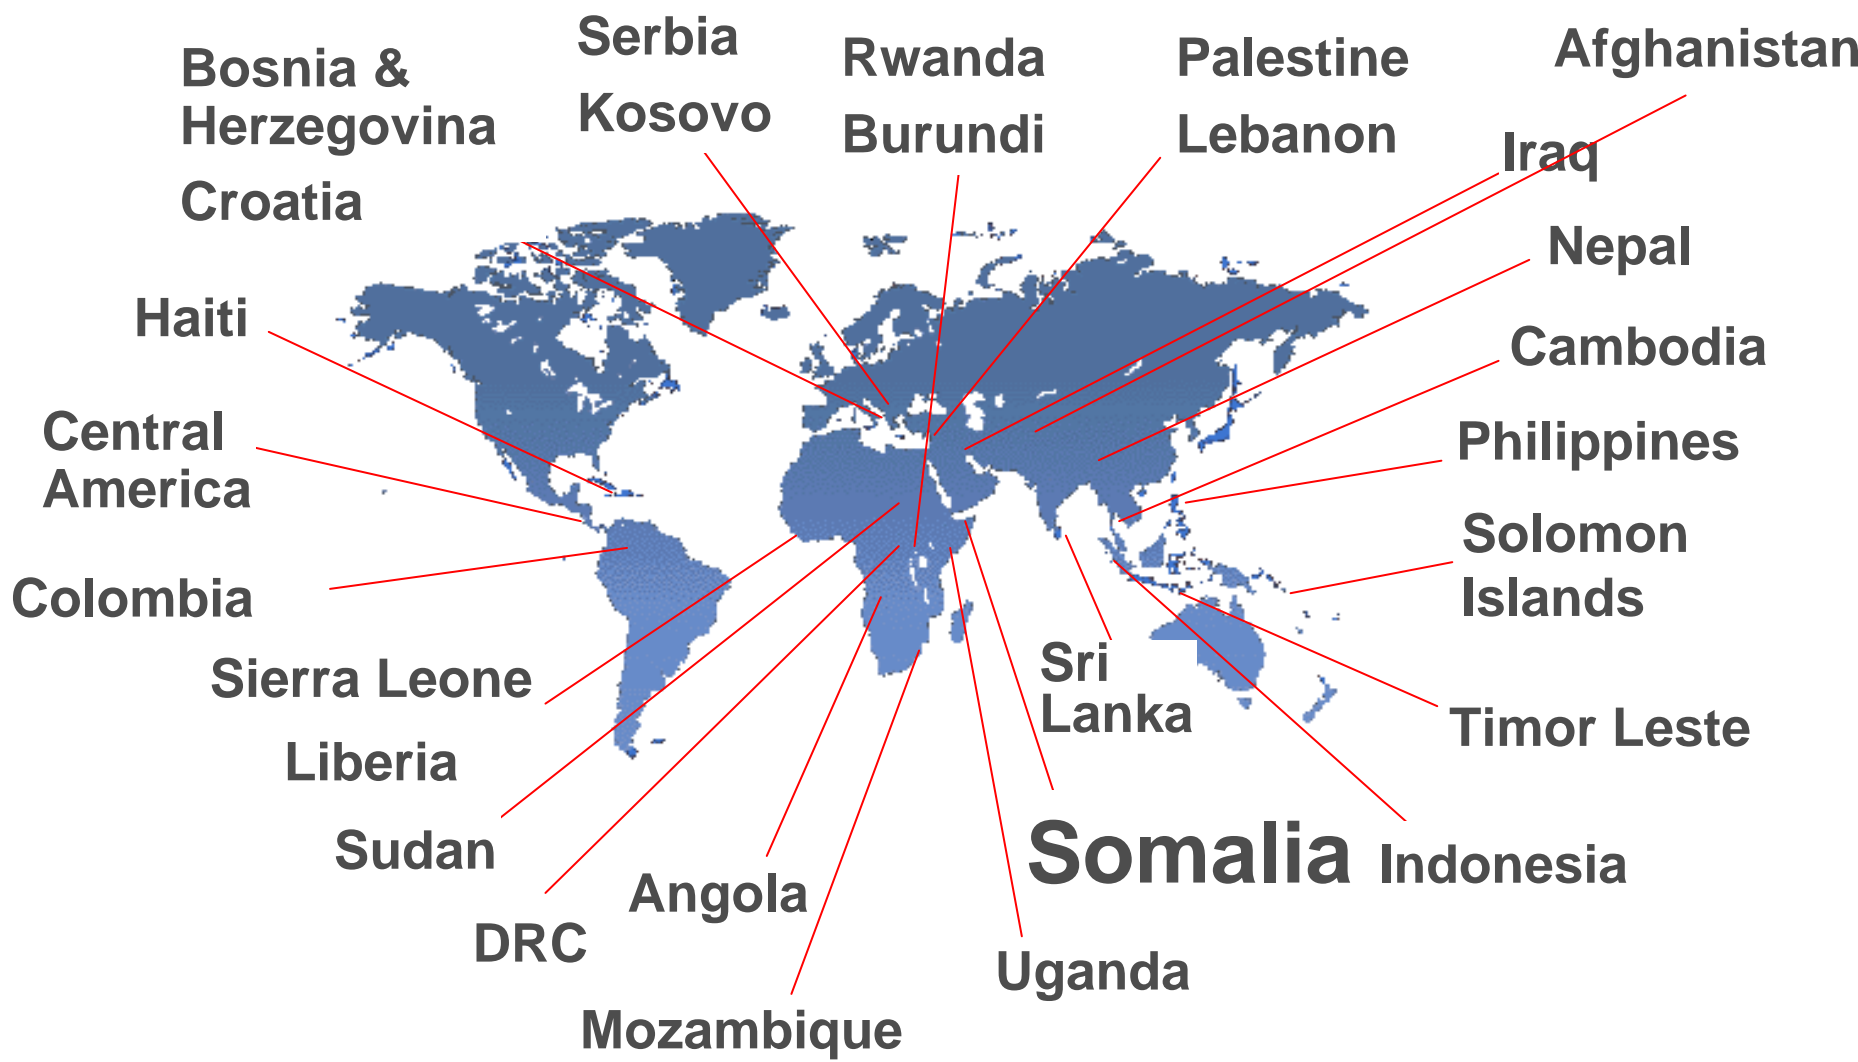 Serbia
Kosovo
Rwanda
Burundi
Palestine
Lebanon
Afghanistan
Bosnia &
Herzegovina
Croatia
Iraq
Nepal
Haiti
Cambodia
Central
America
Philippines
Solomon
Islands
Colombia
Sierra Leone
Sri
Lanka
Timor Leste
Liberia
Sudan
Somalia
Indonesia
Angola
DRC
Uganda
Mozambique